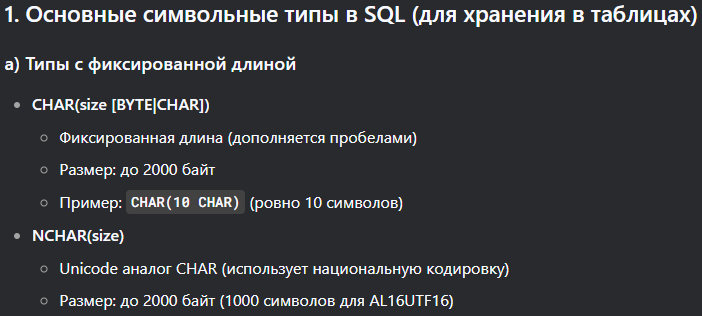 1. Основные символьные типы в SQL (для хранения в таблицах)
а) Типы с фиксированной длиной
• CHAR(size [BYTE|CHAR])
○ Фиксированная длина (дополняется пробелами)
○ Размер: до 2000 байт
○ Пример: CHAR(10 CHAR) (ровно 10 символов)
• NCHAR(size)
○ Unicode аналог CHAR (использует национальную кодировку)
○ Размер: до 2000 байт (1000 символов для AL16UTF16)